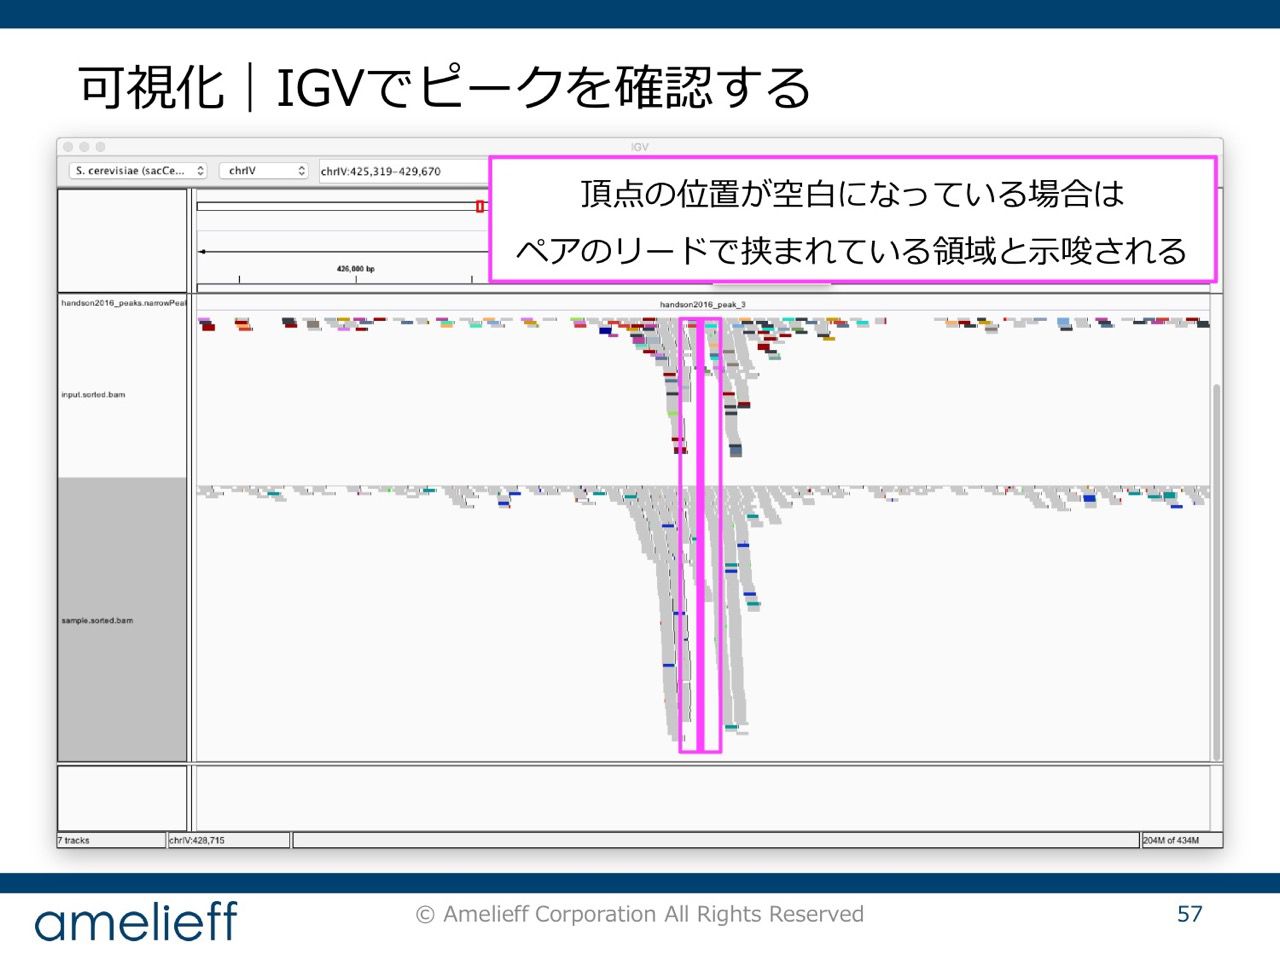 可視化｜IGVでピークを確認する
IGV
S. cerevisiae (sacCe... chrIV chrIV:425,319-429,670
頂点の位置が空白になっている場合は
ペアのリードで挟まれている領域と示唆される
426,000 bp
handson2016_peaks.narrowPeak
handson2016_peak_3
input.sorted.bam
sample.sorted.bam
7 tracks chrIV:428,715 204M of 434M
amelieff © Amelieff Corporation All Rights Reserved 57